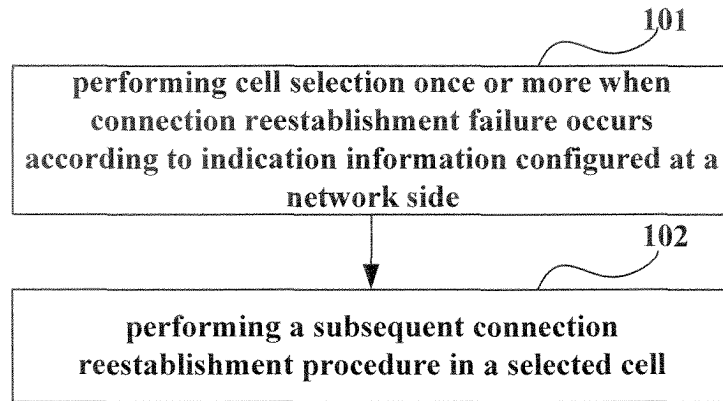 101
performing cell selection once or more when
connection reestablishment failure occurs
according to indication information configured at a
network side
102
performing a subsequent connection
reestablishment procedure in a selected cell